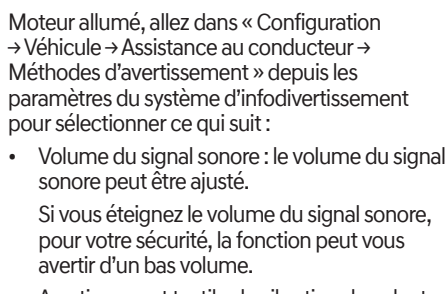 Moteur allumé, allez dans « Configuration
→ Véhicule → Assistance au conducteur →
Méthodes d'avertissement » depuis les
paramètres du système d'infodivertissement
pour sélectionner ce qui suit :
• Volume du signal sonore : le volume du signal
sonore peut être ajusté.
Si vous éteignez le volume du signal sonore,
pour votre sécurité, la fonction peut vous
avertir d'un bas volume.